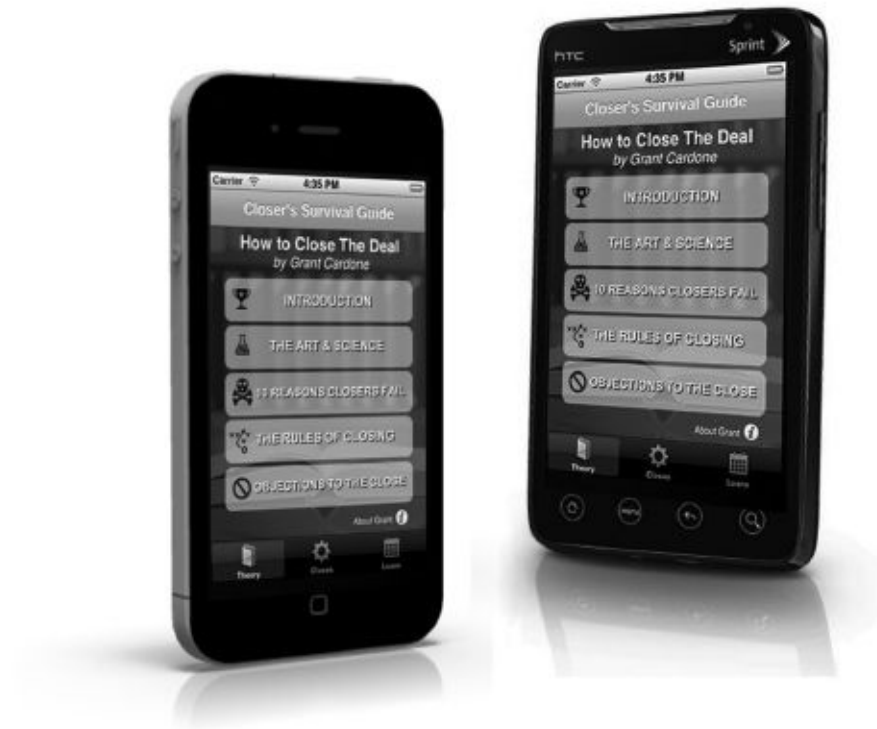 Carrier
4:35 PM
Closer's Survival Guide
How to Close The Deal
by Grant Cardone
INTRODUCTION
THE ART & SCIENCE
10 REASONS CLOSERS FAIL
THE RULES OF CLOSING
OBJECTIONS TO THE CLOSE
About Grant
Theory
Closes
hTC
Sprint
Carrier
4:35 PM
Closer's Survival Guide
How to Close The Deal
by Grant Cardone
INTRODUCTION
THE ART & SCIENCE
10 REASONS CLOSERS FAIL
THE RULES OF CLOSING
OBJECTIONS TO THE CLOSE
About Grant
Theory
Closes
menu